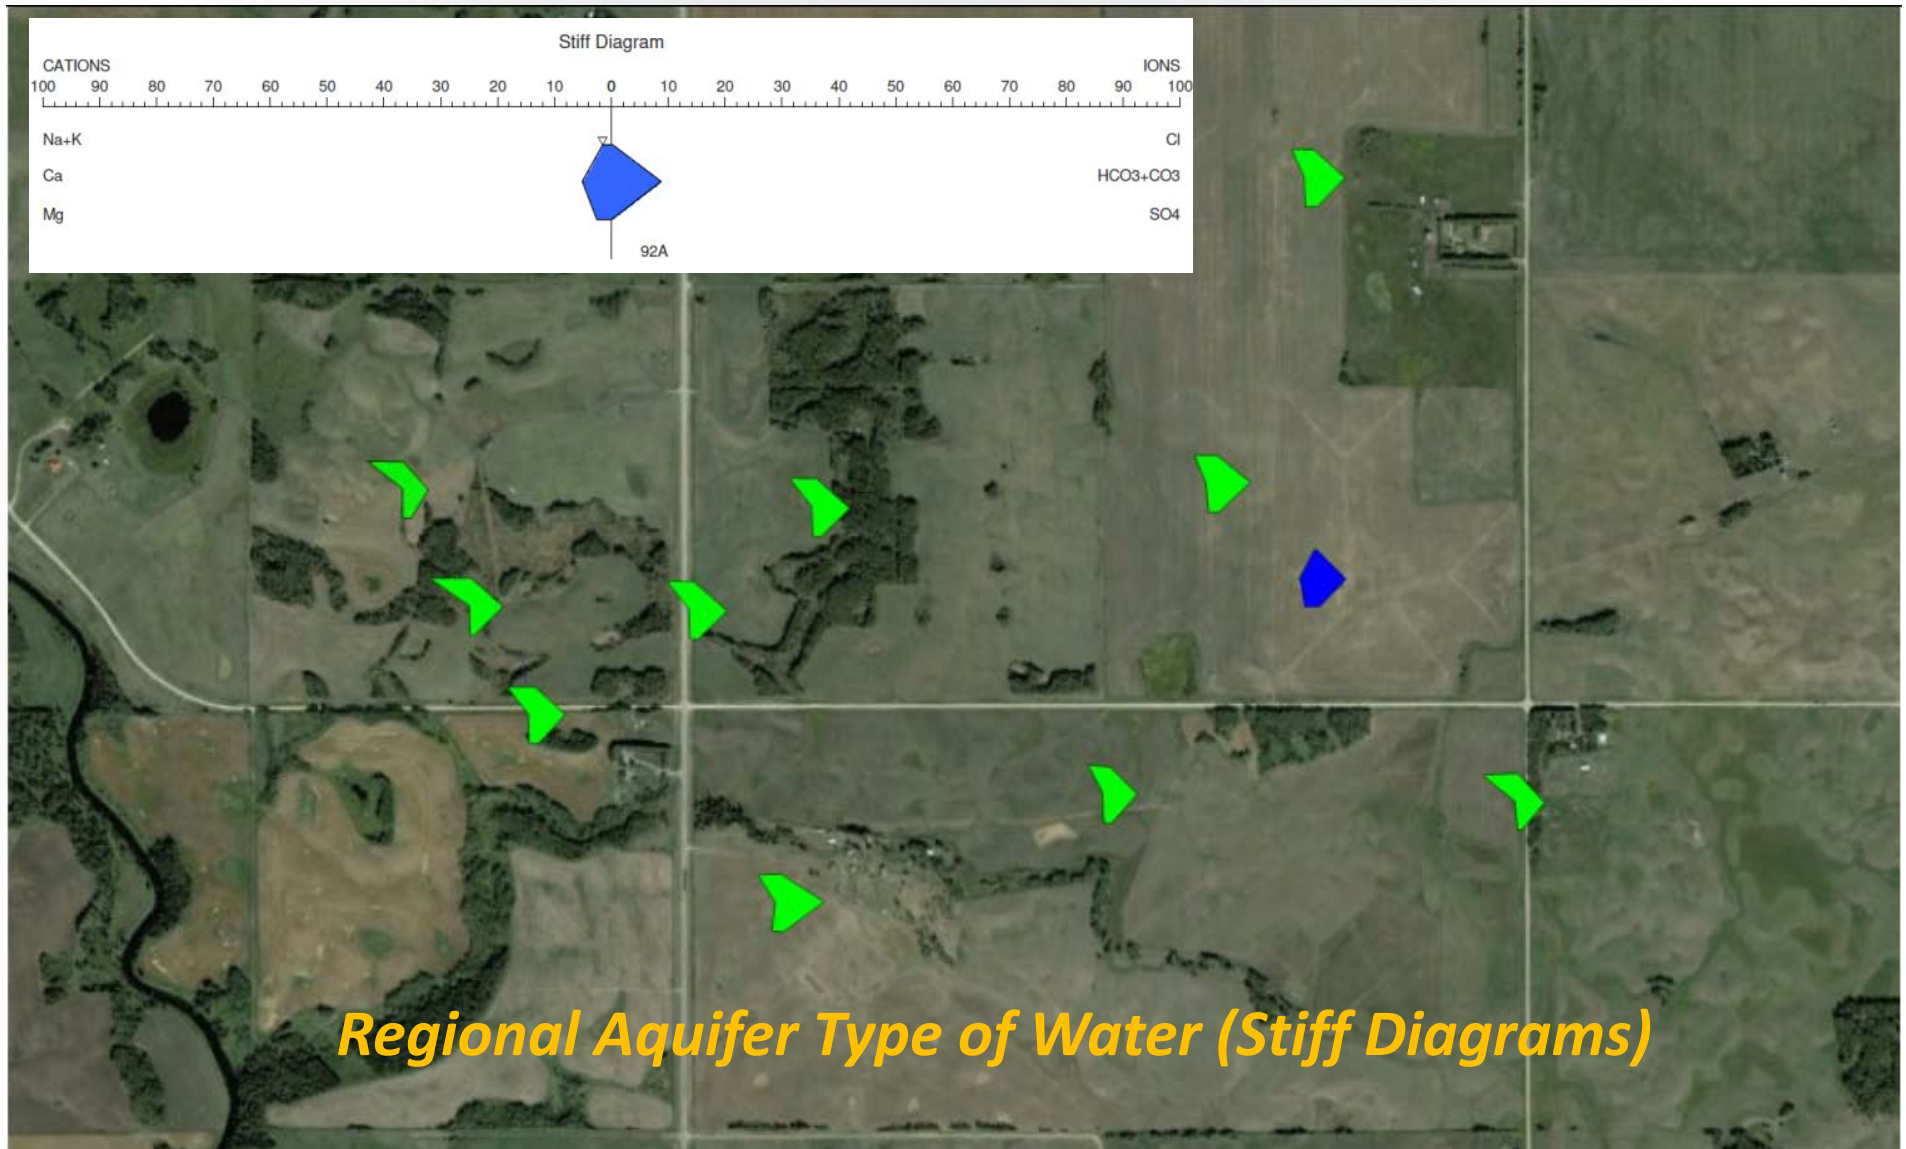 Stiff Diagram
CATIONS IONS
100 90 80 70 60 50 40 30 20 10 0 10 20 30 40 50 60 70 80 90 100
Na+K Cl
Ca HCO3+CO3
Mg SO4
92A
Regional Aquifer Type of Water (Stiff Diagrams)